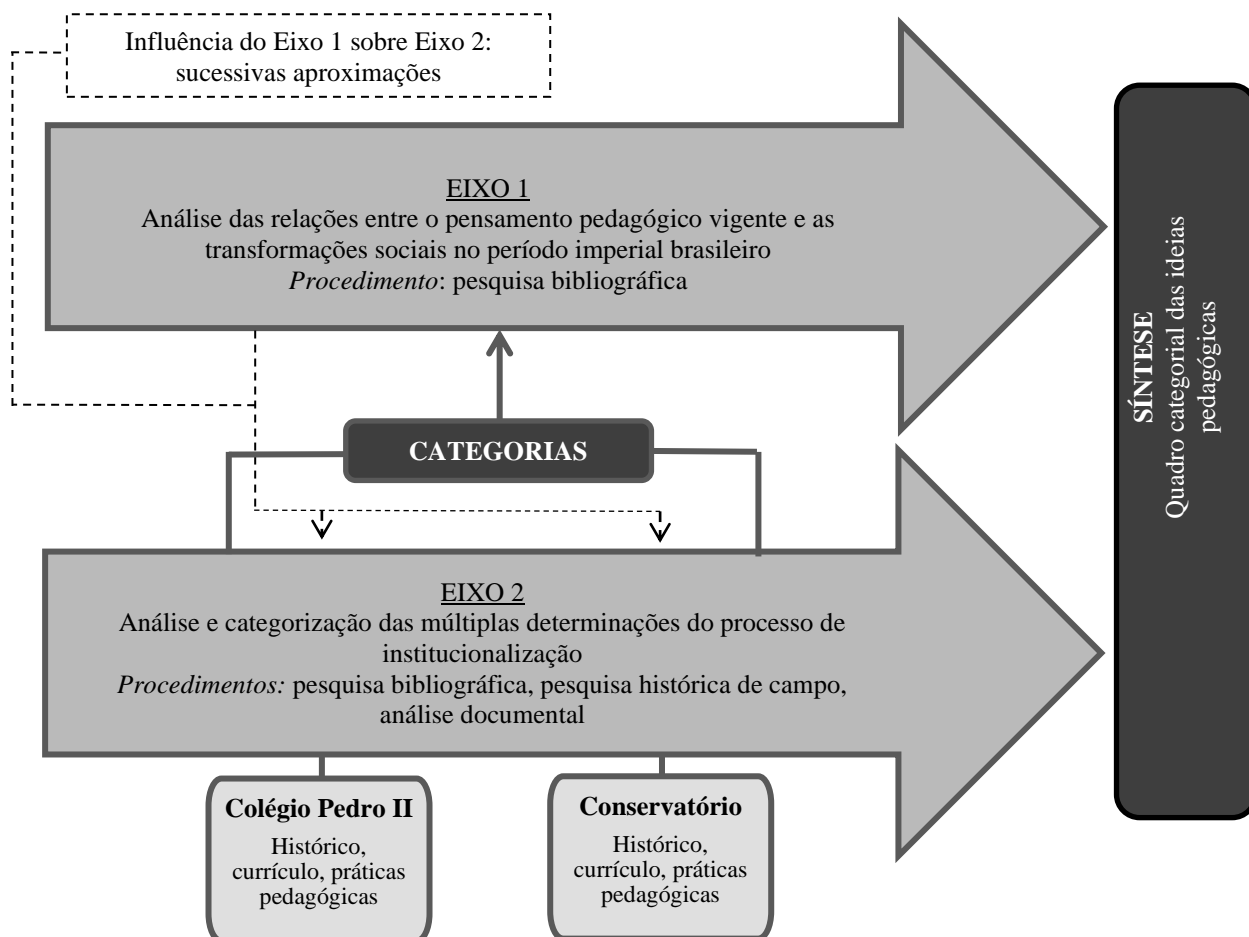 Influência do Eixo 1 sobre Eixo 2:
sucessivas aproximações
EIXO 1
Análise das relações entre o pensamento pedagógico vigente e as
transformações sociais no período imperial brasileiro
Procedimento: pesquisa bibliográfica
CATEGORIAS
EIXO 2
Análise e categorização das múltiplas determinações do processo de
institucionalização
Procedimentos: pesquisa bibliográfica, pesquisa histórica de campo,
análise documental
Colégio Pedro II
Histórico,
currículo, práticas
pedagógicas
Conservatório
Histórico,
currículo, práticas
pedagógicas
SÍNTESE
Quadro categorial das ideias
pedagógicas